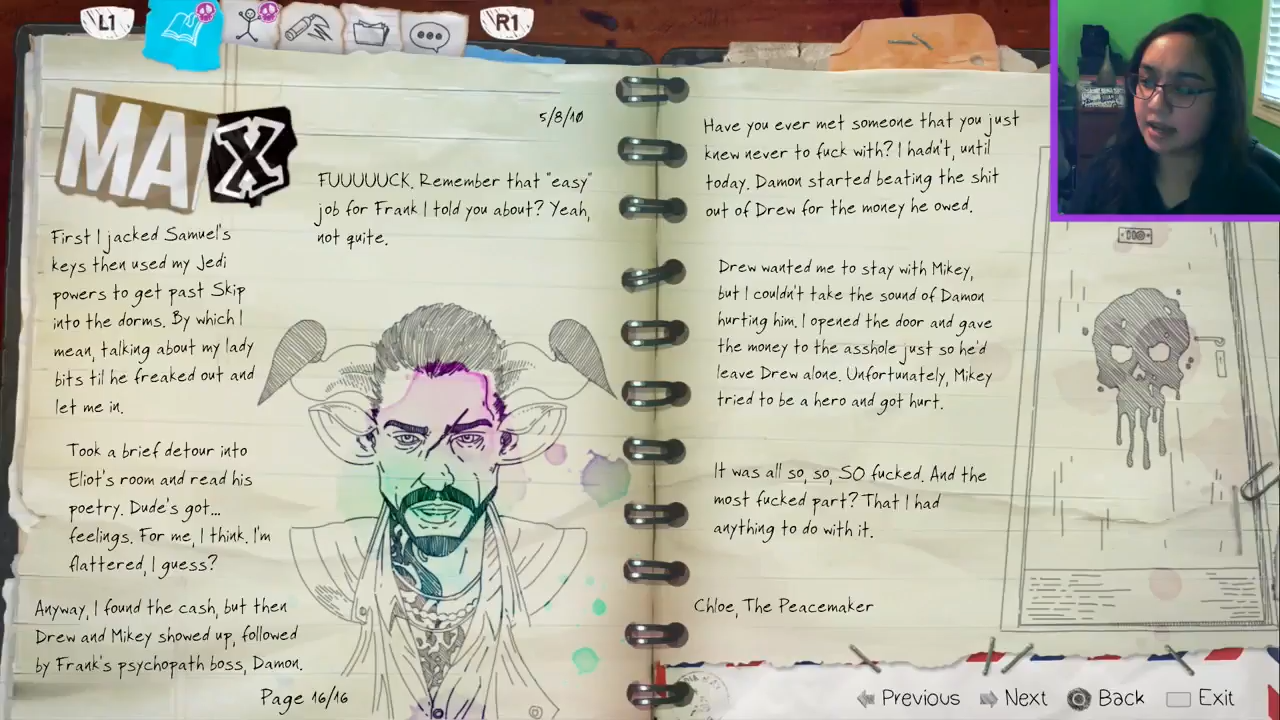 L1
R1
MAX
5/8/10
FUUUUUCK. Remember that "easy"
job for Frank I told you about? Yeah,
not quite.
First I jacked Samuel's
keys then used my Jedi
powers to get past Skip
into the dorms. By which I
mean, talking about my lady
bits til he freaked out and
let me in.
Took a brief detour into
Eliot's room and read his
poetry. Dude's got...
feelings. For me, I think. I'm
flattered, I guess?
Anyway, I found the cash, but then
Drew and Mikey showed up, followed
by Frank's psychopath boss, Damon.
Page 16/16
Have you ever met someone that you just
knew never to fuck with? I hadn't, until
today. Damon started beating the shit
out of Drew for the money he owed.
Drew wanted me to stay with Mikey,
but I couldn't take the sound of Damon
hurting him. I opened the door and gave
the money to the asshole just so he'd
leave Drew alone. Unfortunately, Mikey
tried to be a hero and got hurt.
It was all so, so, SO fucked. And the
most fucked part? That I had
anything to do with it.
Chloe, The Peacemaker
110
Previous
Next
Back
Exit